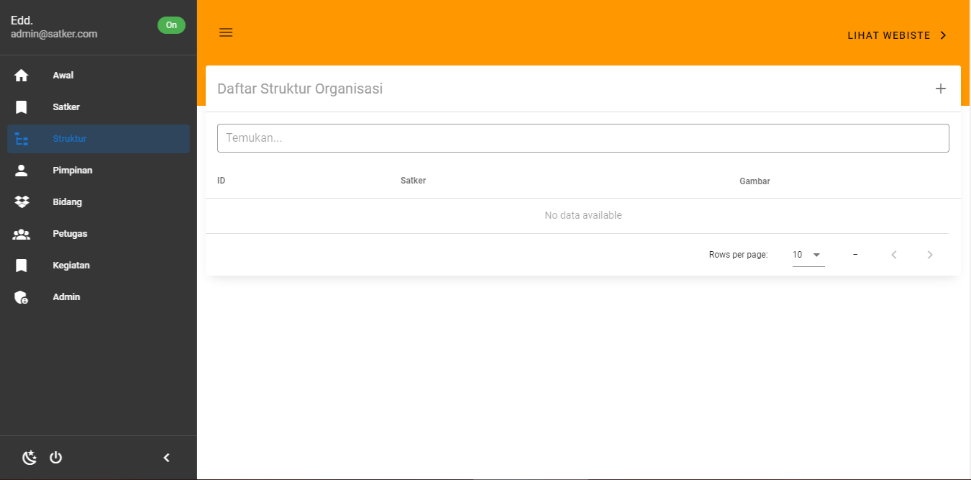 Edd.
admin@satker.com
On
Awal
Satker
Struktur
Pimpinan
Bidang
Petugas
Kegiatan
Admin
LIHAT WEBISTE
Daftar Struktur Organisasi
Temukan...
ID Satker Gambar
No data available
Rows per page: 10 –